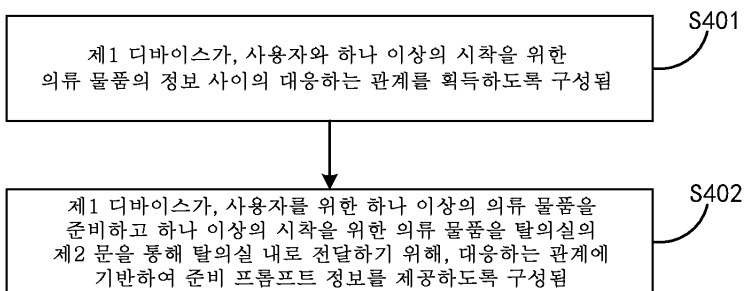 S401
제1 디바이스가, 사용자와 하나 이상의 시착을 위한
의류 물품의 정보 사이의 대응하는 관계를 획득하도록 구성됨
S402
제1 디바이스가, 사용자를 위한 하나 이상의 의류 물품을
준비하고 하나 이상의 시착을 위한 의류 물품을 탈의실의
제2 문을 통해 탈의실 내로 전달하기 위해, 대응하는 관계에
기반하여 준비 프롬프트 정보를 제공하도록 구성됨